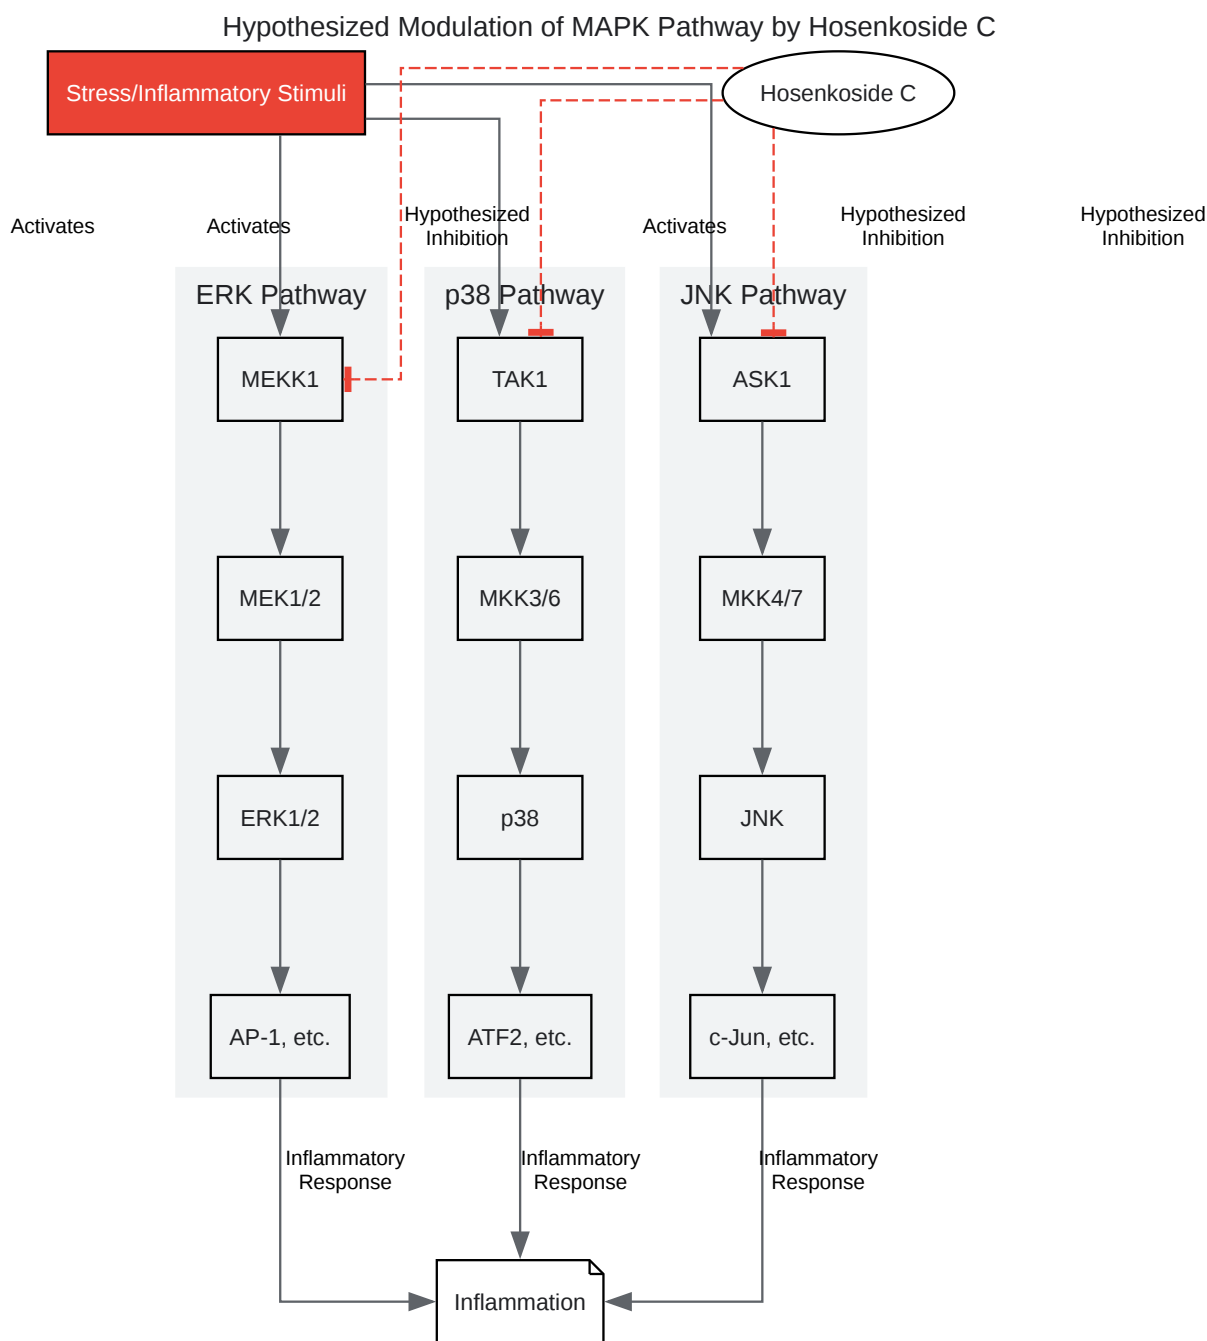 Hypothesized Modulation of MAPK Pathway by Hosenkoside C
Stress/Inflammatory Stimuli
Hosenkoside C
Activates
Activates
Hypothesized
Inhibition
Activates
Hypothesized
Inhibition
Hypothesized
Inhibition
ERK Pathway
p38 Pathway
JNK Pathway
MEKK1
TAK1
ASK1
MEK1/2
MKK3/6
MKK4/7
ERK1/2
p38
JNK
AP-1, etc.
ATF2, etc.
c-Jun, etc.
Inflammatory
Response
Inflammatory
Response
Inflammatory
Response
Inflammation